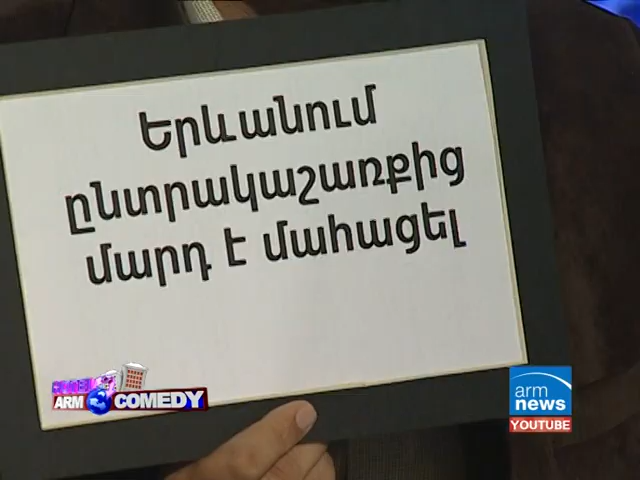 Երևանում
ընտրակաշառքից
մարդ է մահացել
ARM COMEDY
arm
news
YOUTUBE